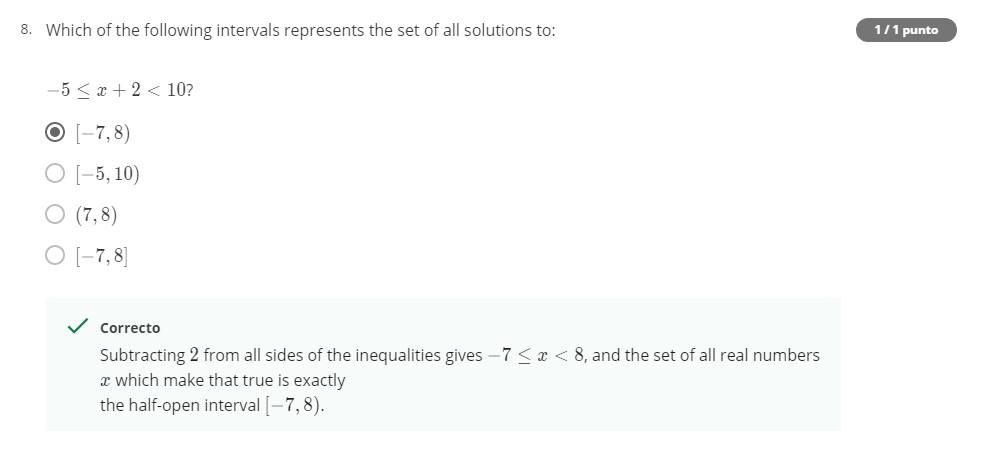 8. Which of the following intervals represents the set of all solutions to:
1 / 1 punto
−5 ≤ x + 2 < 10?
[−7, 8)
[−5, 10)
(7, 8)
[−7, 8]
Correcto
Subtracting 2 from all sides of the inequalities gives −7 ≤ x < 8, and the set of all real numbers
x which make that true is exactly
the half-open interval [−7, 8).